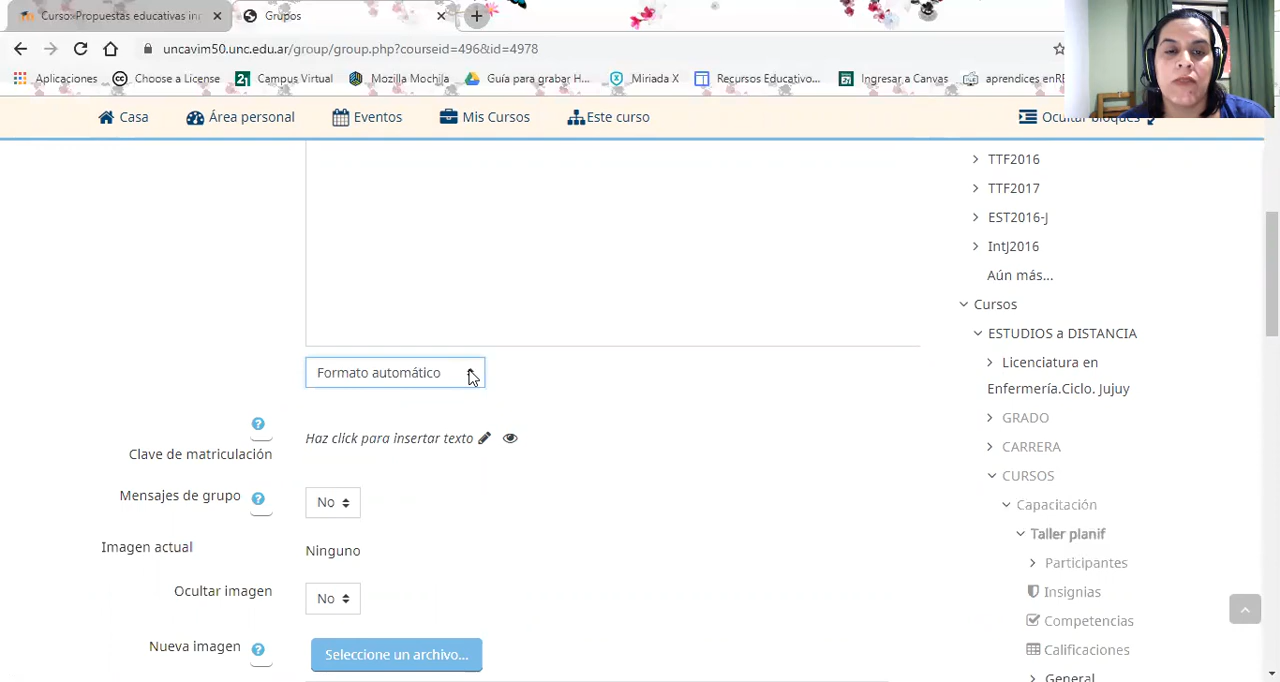 Curso: Propuestas educativas in
Grupos
uncavim50.unc.edu.ar/group/group.php?courseid=496&id=4978
Aplicaciones
Choose a License
Campus Virtual
Mozilla Mochila
Guía para grabar H...
Miriada X
Recursos Educativo...
Ingresar a Canvas
aprendices enRE
Casa
Área personal
Eventos
Mis Cursos
Este curso
Ocultar bloques
TTF2016
TTF2017
EST2016-J
IntJ2016
Aún más...
Cursos
ESTUDIOS a DISTANCIA
Licenciatura en
Enfermería.Ciclo. Jujuy
GRADO
CARRERA
CURSOS
Capacitación
Taller planif
Participantes
Insignias
Competencias
Calificaciones
General
Formato automático
Haz click para insertar texto
Clave de matriculación
Mensajes de grupo
No
Imagen actual
Ninguno
Ocultar imagen
No
Nueva imagen
Seleccione un archivo...